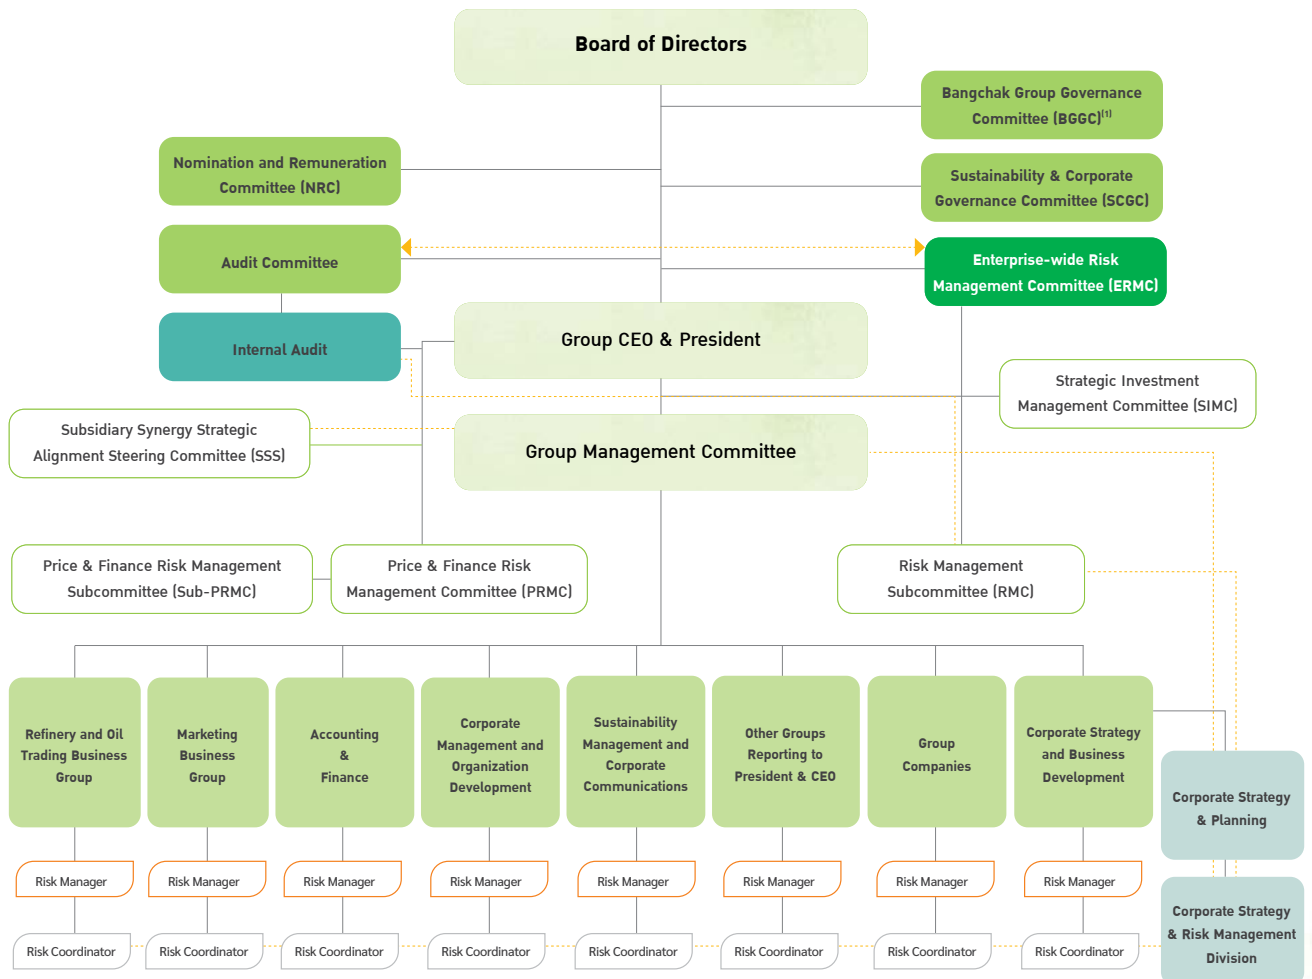 Board of Directors
Bangchak Group Governance
Committee (BGGC)(1)
Nomination and Remuneration
Committee (NRC)
Sustainability & Corporate
Governance Committee (SCGC)
Audit Committee
Enterprise-wide Risk
Management Committee (ERMC)
Internal Audit
Group CEO & President
Strategic Investment
Management Committee (SIMC)
Subsidiary Synergy Strategic
Alignment Steering Committee (SSS)
Group Management Committee
Price & Finance Risk Management
Subcommittee (Sub-PRMC)
Price & Finance Risk
Management Committee (PRMC)
Risk Management
Subcommittee (RMC)
Refinery and Oil
Trading Business
Group
Marketing
Business
Group
Accounting
&
Finance
Corporate
Management and
Organization
Development
Sustainability
Management and
Corporate
Communications
Other Groups
Reporting to
President & CEO
Group
Companies
Corporate Strategy
and Business
Development
Corporate Strategy
& Planning
Risk Manager
Risk Manager
Risk Manager
Risk Manager
Risk Manager
Risk Manager
Risk Manager
Risk Manager
Risk Coordinator
Risk Coordinator
Risk Coordinator
Risk Coordinator
Risk Coordinator
Risk Coordinator
Risk Coordinator
Risk Coordinator
Corporate Strategy
& Risk Management
Division